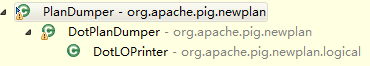 PlanDumper - org.apache.pig.newplan
DotPlanDumper - org.apache.pig.newplan
DotLOPrinter - org.apache.pig.newplan.logical